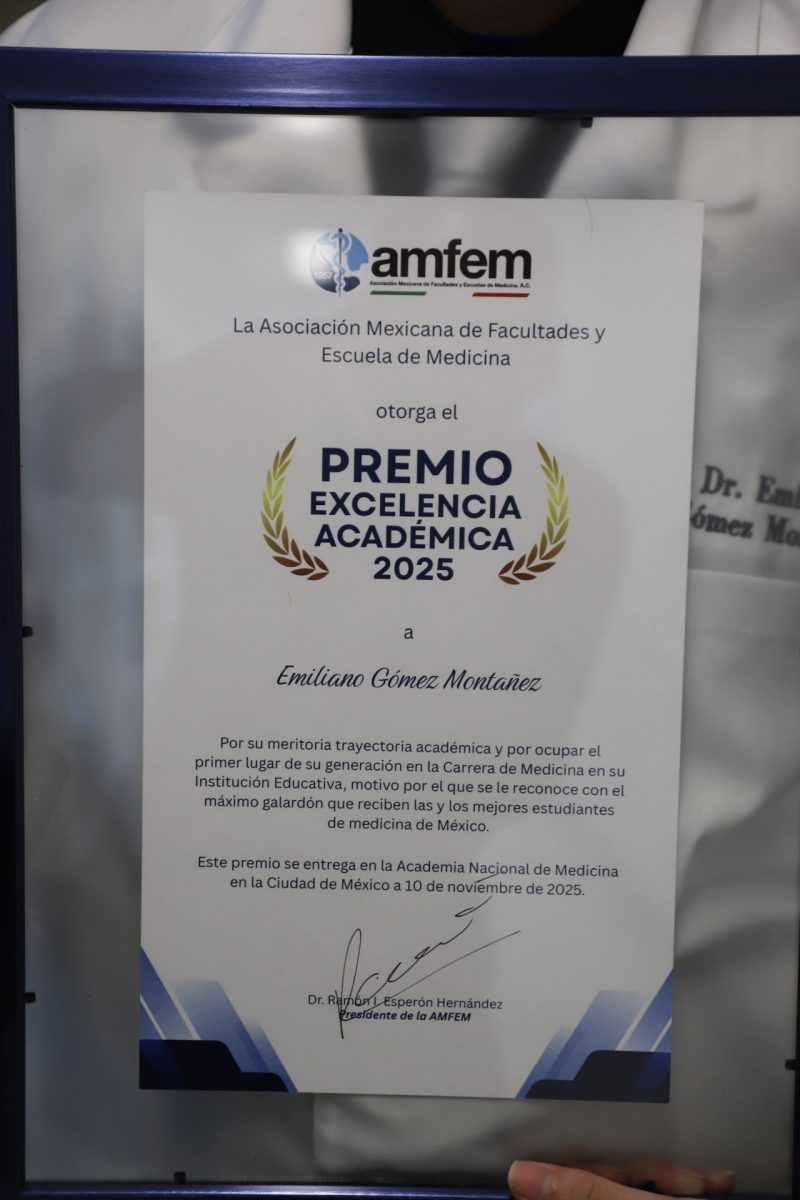 1957
amfem
Asociación Mexicana de Facultades y Escuelas de Medicina, A.C.
La Asociación Mexicana de Facultades y
Escuela de Medicina
otorga el
PREMIO
EXCELENCIA
ACADÉMICA
2025
a
Emiliano Gómez Montañez
Por su meritoria trayectoria académica y por ocupar el
primer lugar de su generación en la Carrera de Medicina en su
Institución Educativa, motivo por el que se le reconoce con el
máximo galardón que reciben las y los mejores estudiantes
de medicina de México.
Este premio se entrega en la Academia Nacional de Medicina
en la Ciudad de México a 10 de noviembre de 2025.
Dr. Ramón I. Esperón Hernández
Presidente de la AMFEM
Dr. Emi
ómez Mo